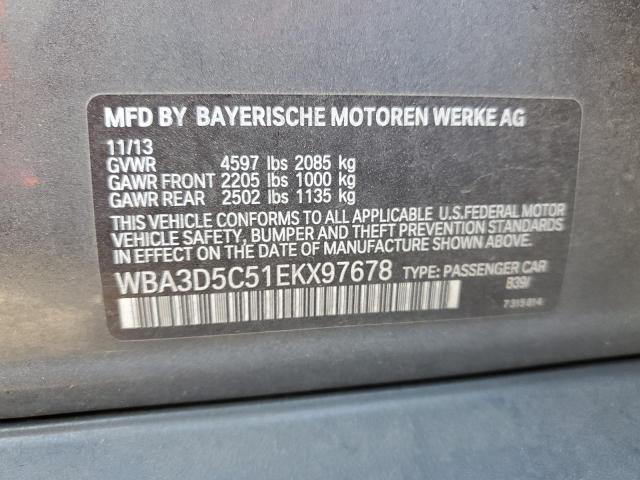 MFD BY BAYERISCHE MOTOREN WERKE AG
11/13
GVWR 4597 lbs 2085 kg
GAWR FRONT 2205 lbs 1000 kg
GAWR REAR 2502 lbs 1135 kg
THIS VEHICLE CONFORMS TO ALL APPLICABLE U.S.FEDERAL MOTOR
VEHICLE SAFETY, BUMPER AND THEFT PREVENTION STANDARDS
IN EFFECT ON THE DATE OF MANUFACTURE SHOWN ABOVE.
WBA3D5C51EKX97678 TYPE: PASSENGER CAR
B39/
7315814